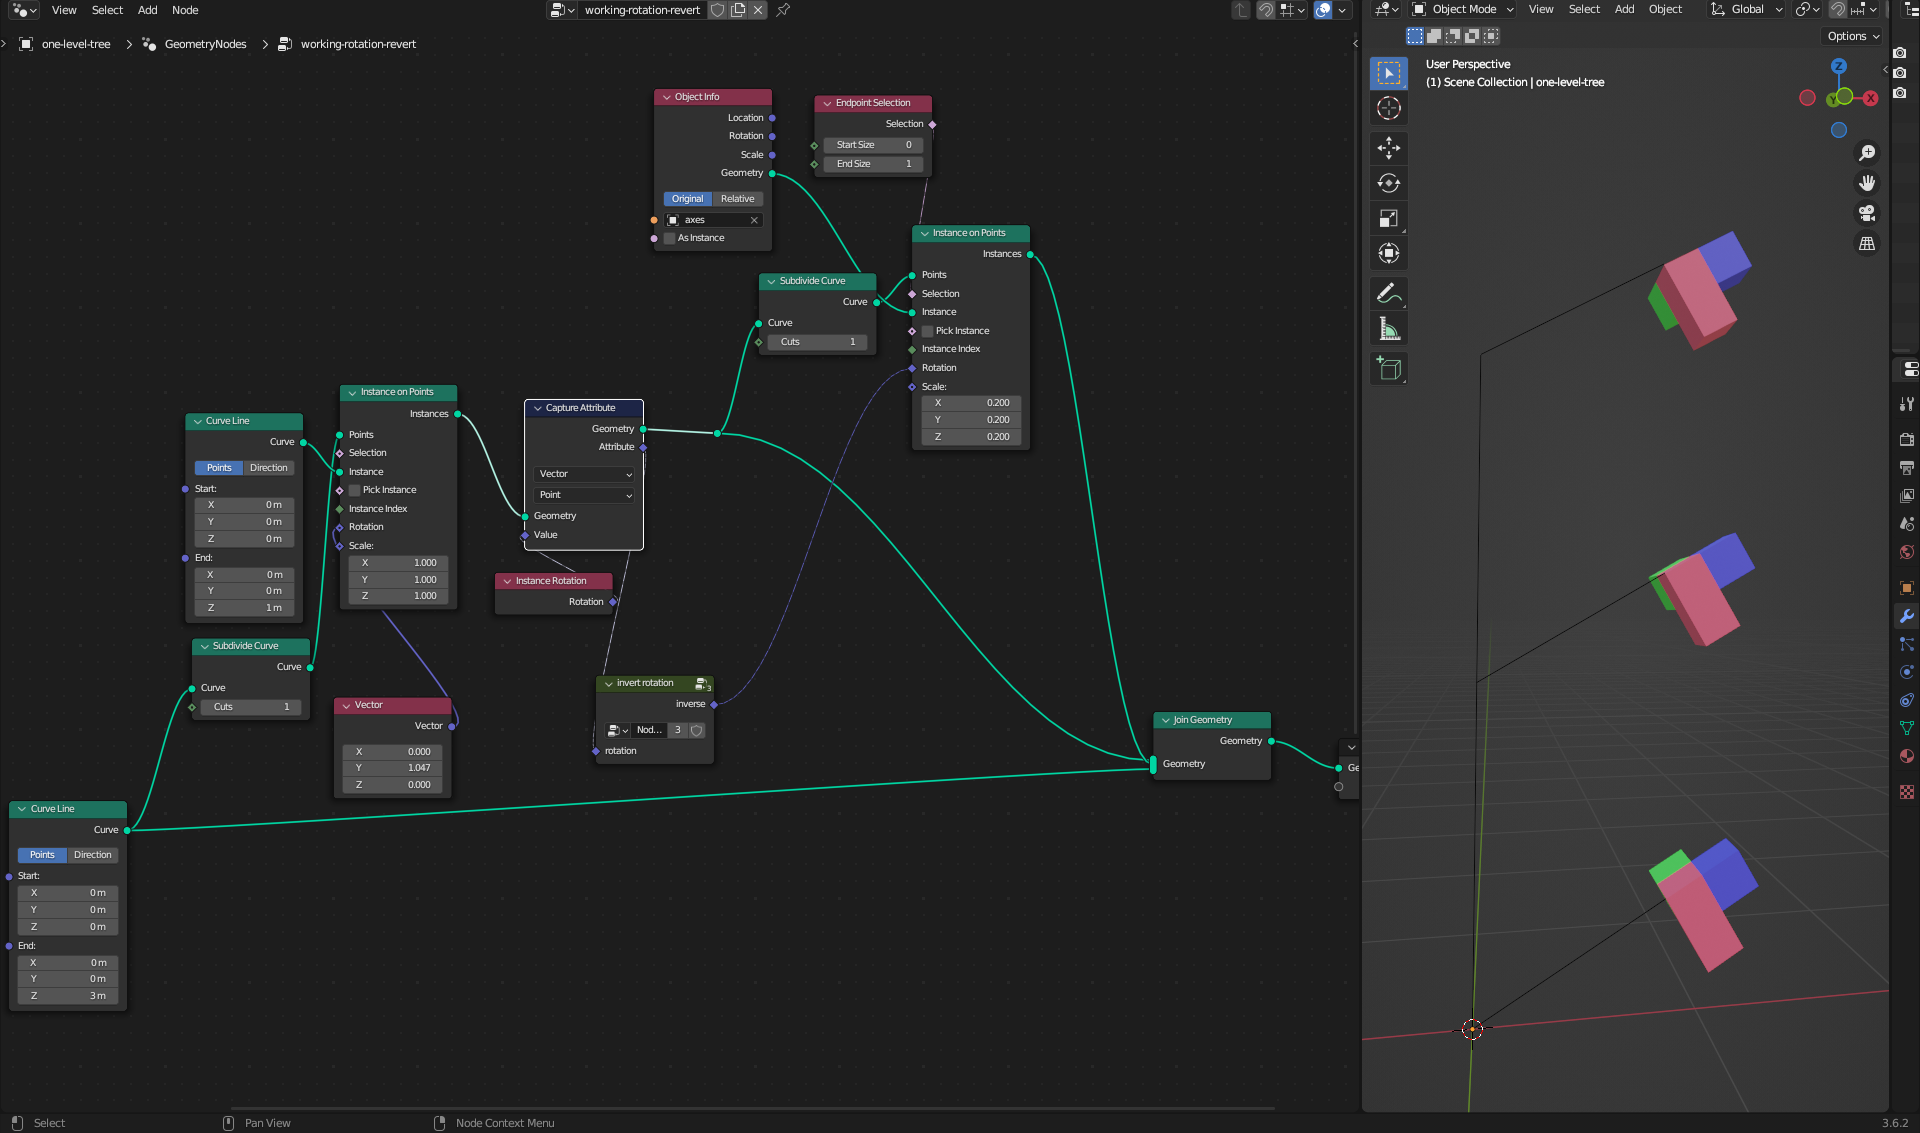 View Select Add Node
working-rotation-revert
Object Mode View Select Add Object Global
one-level-tree GeometryNodes working-rotation-revert
Options
User Perspective
(1) Scene Collection | one-level-tree
Z
X
Y
Object Info
Location
Rotation
Scale
Geometry
Original Relative
axes
As Instance
Endpoint Selection
Selection
Start Size 0
End Size 1
Instance on Points
Instances
Points
Selection
Instance
Pick Instance
Instance Index
Rotation
Scale:
X 0.200
Y 0.200
Z 0.200
Subdivide Curve
Curve
Curve
Cuts 1
Instance on Points
Instances
Points
Selection
Instance
Pick Instance
Instance Index
Rotation
Scale:
X 1.000
Y 1.000
Z 1.000
Capture Attribute
Geometry
Attribute
Vector
Point
Geometry
Value
Curve Line
Curve
Points Direction
Start:
X 0 m
Y 0 m
Z 0 m
End:
X 0 m
Y 0 m
Z 1 m
Instance Rotation
Rotation
Subdivide Curve
Curve
Curve
Cuts 1
invert rotation
3
inverse
Nod... 3
rotation
Vector
Vector
X 0.000
Y 1.047
Z 0.000
Join Geometry
Geometry
Geometry
Ge
Curve Line
Curve
Points Direction
Start:
X 0 m
Y 0 m
Z 0 m
End:
X 0 m
Y 0 m
Z 3 m
Select Pan View Node Context Menu 3.6.2